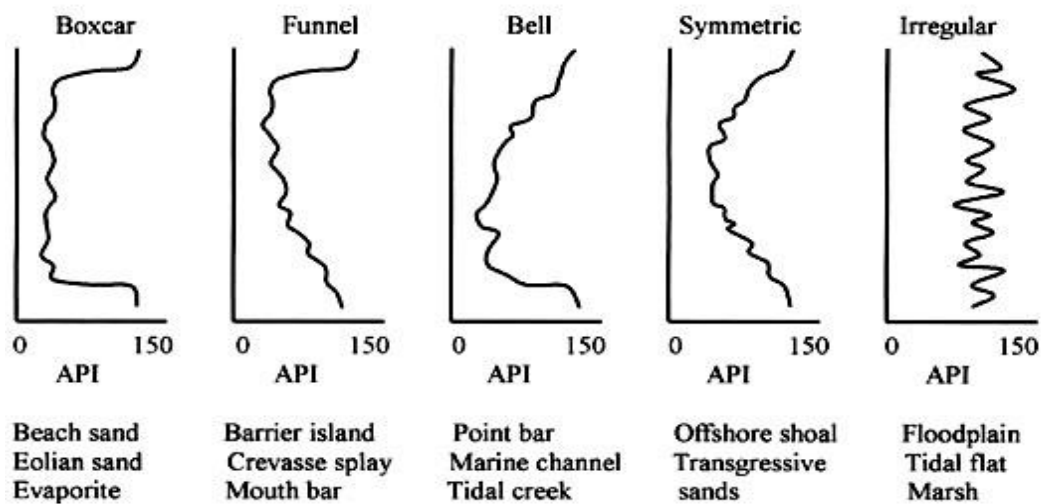 Boxcar Funnel Bell Symmetric Irregular
0 150 0 150 0 150 0 150 0 150
API API API API API
Beach sand Barrier island Point bar Offshore shoal Floodplain
Eolian sand Crevasse splay Marine channel Transgressive Tidal flat
Evaporite Mouth bar Tidal creek sands Marsh